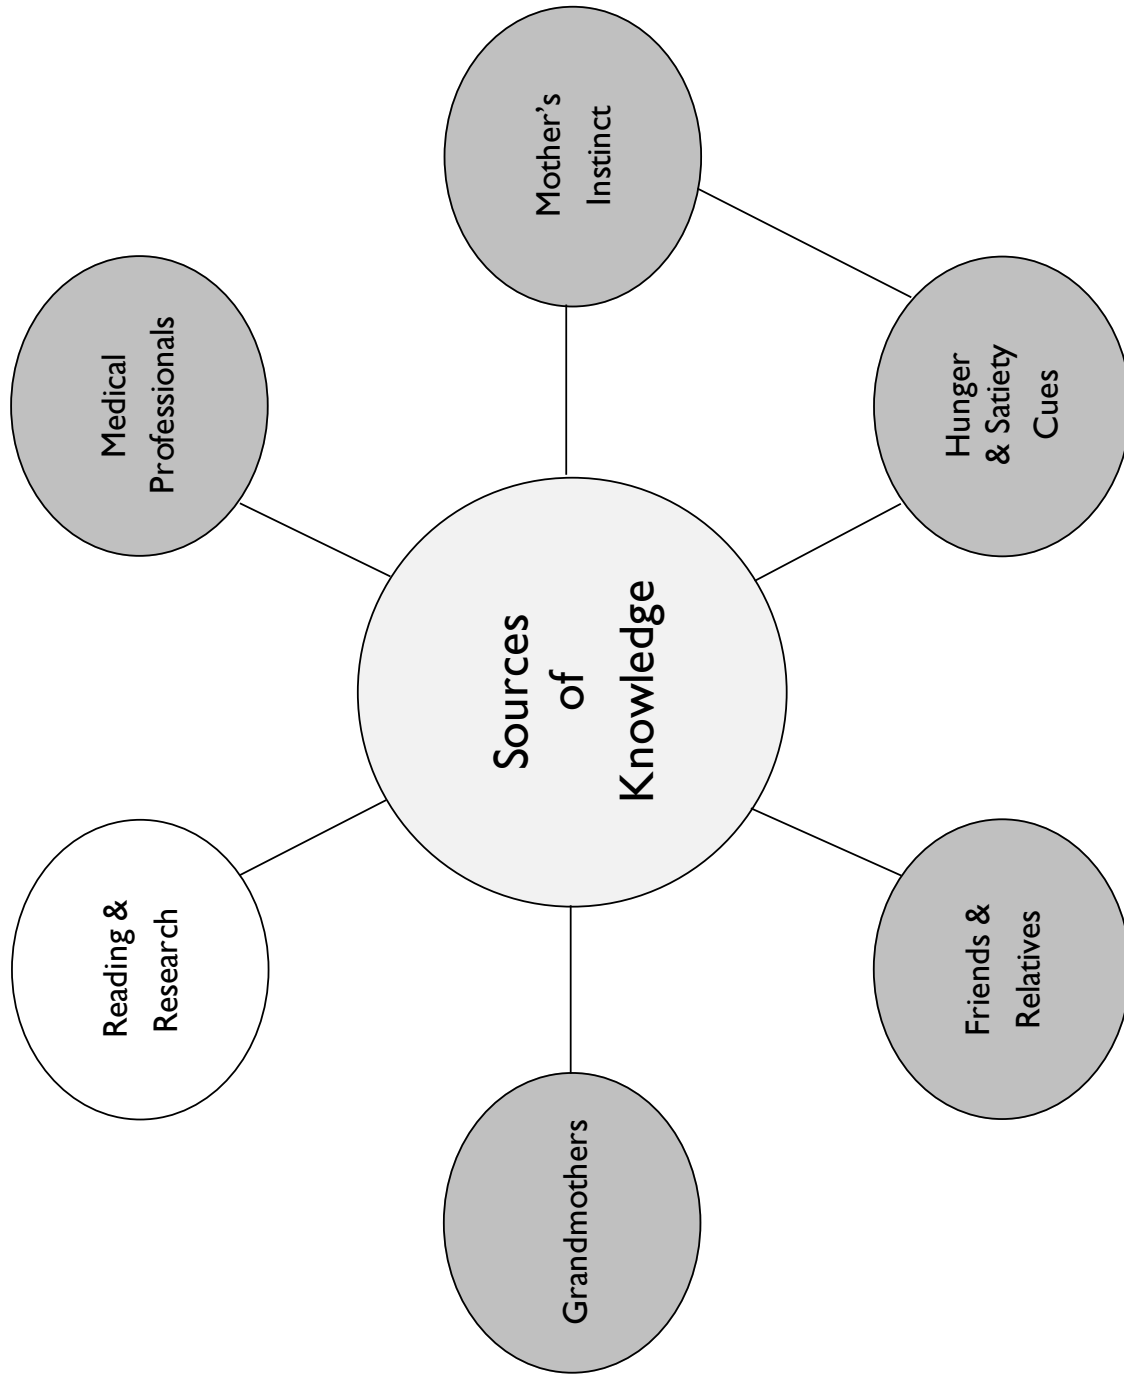 Reading &
Research
Medical
Professionals
Grandmothers
Sources
of
Knowledge
Mother’s
Instinct
Friends &
Relatives
Hunger
& Satiety
Cues